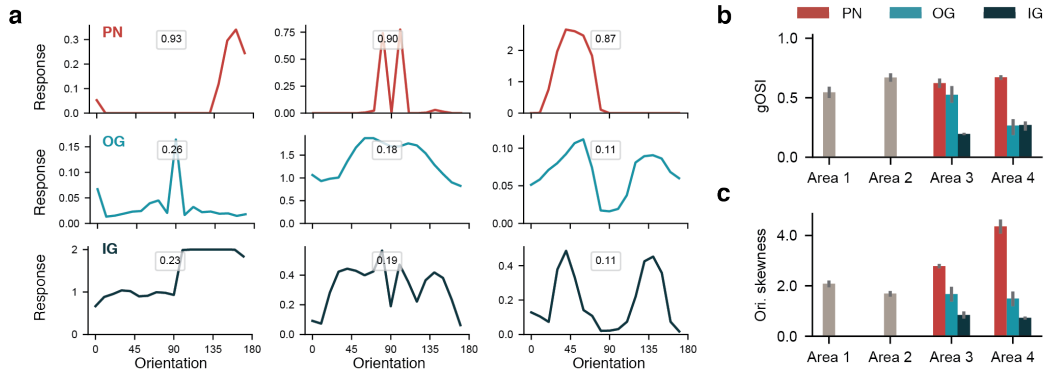 a
PN
0.93
0.90
0.87
Response
0.3
0.2
0.1
0.0
0.75
0.50
0.25
0.00
2
1
0
OG
0.26
0.18
0.11
Response
0.15
0.10
0.05
0.00
1.5
1.0
0.5
0.0
0.10
0.05
0.00
IG
0.23
0.19
0.11
Response
2
1
0
0.4
0.2
0.0
0.4
0.2
0.0
0 45 90 135 180
0 45 90 135 180
0 45 90 135 180
Orientation
Orientation
Orientation
b
PN OG IG
gOSI
1.0
0.5
0.0
Area 1 Area 2 Area 3 Area 4
c
Ori. skewness
4.0
2.0
0.0
Area 1 Area 2 Area 3 Area 4